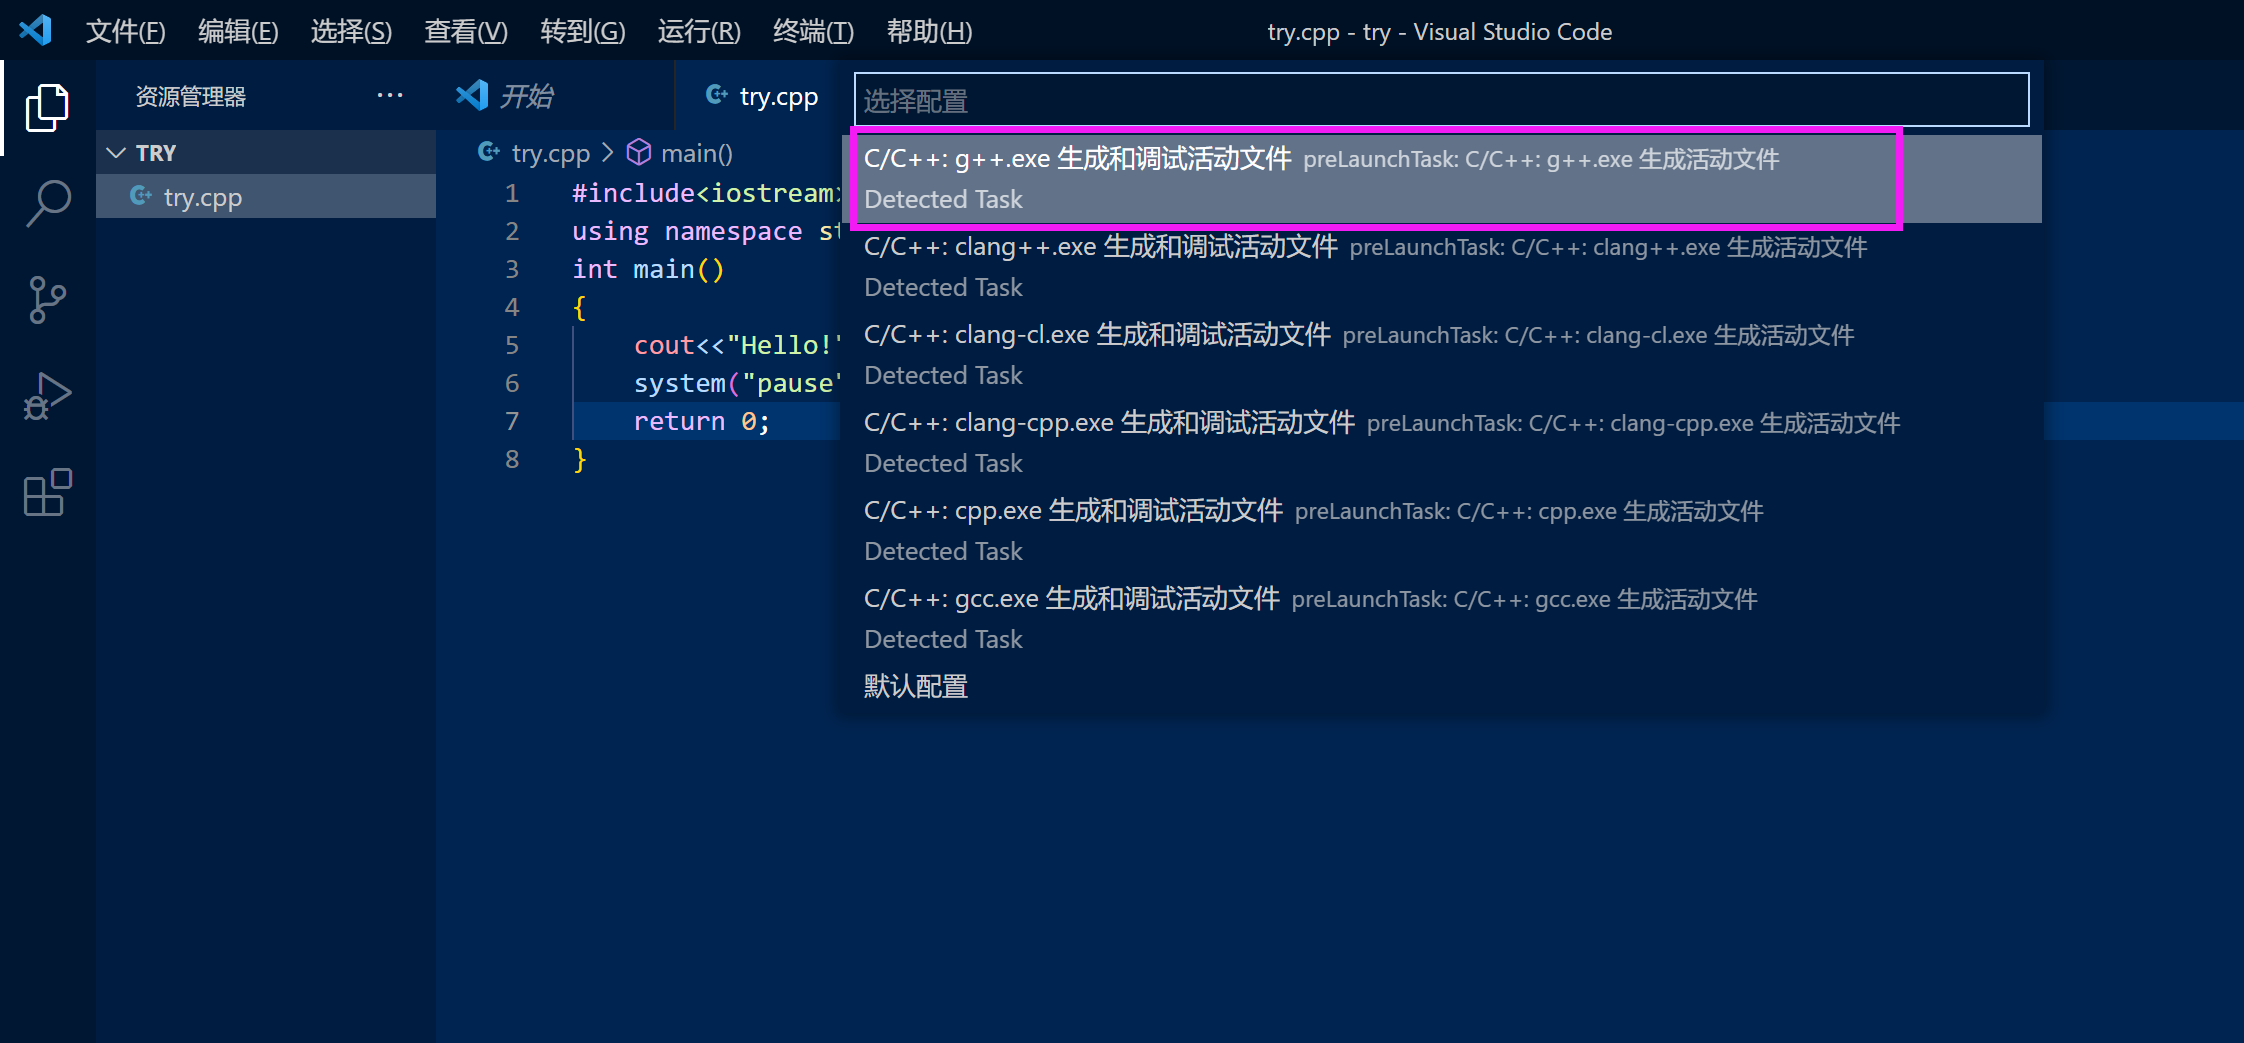 文件(F) 编辑(E) 选择(S) 查看(V) 转到(G) 运行(R) 终端(T) 帮助(H) try.cpp - try - Visual Studio Code
资源管理器 ···
TRY
try.cpp
开始 try.cpp
try.cpp > main()
1 #include<iostream>
2 using namespace st
3 int main()
4 {
5 cout<<"Hello!"
6 system("pause"
7 return 0;
8 }
选择配置
C/C++: g++.exe 生成和调试活动文件 preLaunchTask: C/C++: g++.exe 生成活动文件
Detected Task
C/C++: clang++.exe 生成和调试活动文件 preLaunchTask: C/C++: clang++.exe 生成活动文件
Detected Task
C/C++: clang-cl.exe 生成和调试活动文件 preLaunchTask: C/C++: clang-cl.exe 生成活动文件
Detected Task
C/C++: clang-cpp.exe 生成和调试活动文件 preLaunchTask: C/C++: clang-cpp.exe 生成活动文件
Detected Task
C/C++: cpp.exe 生成和调试活动文件 preLaunchTask: C/C++: cpp.exe 生成活动文件
Detected Task
C/C++: gcc.exe 生成和调试活动文件 preLaunchTask: C/C++: gcc.exe 生成活动文件
Detected Task
默认配置